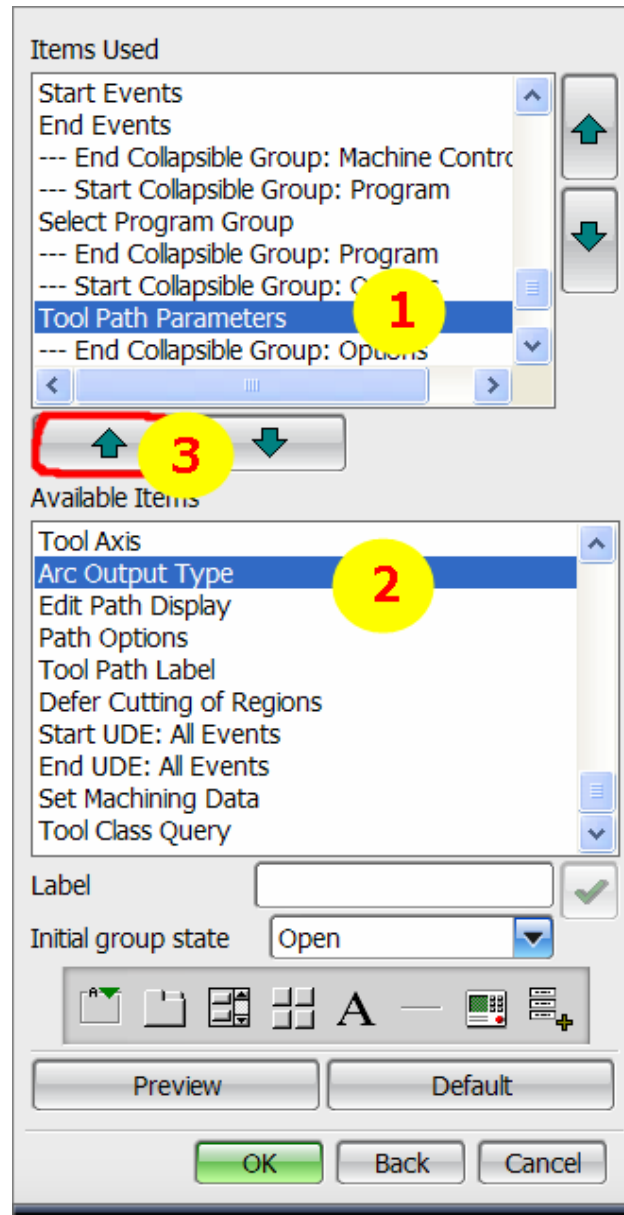 Items Used
Start Events
End Events
--- End Collapsible Group: Machine Contro
--- Start Collapsible Group: Program
Select Program Group
--- End Collapsible Group: Program
--- Start Collapsible Group:
Tool Path Parameters
1
--- End Collapsible Group: Options
3
Available Items
Tool Axis
Arc Output Type
2
Edit Path Display
Path Options
Tool Path Label
Defer Cutting of Regions
Start UDE: All Events
End UDE: All Events
Set Machining Data
Tool Class Query
Label
Initial group state Open
A A
Preview Default
OK Back Cancel